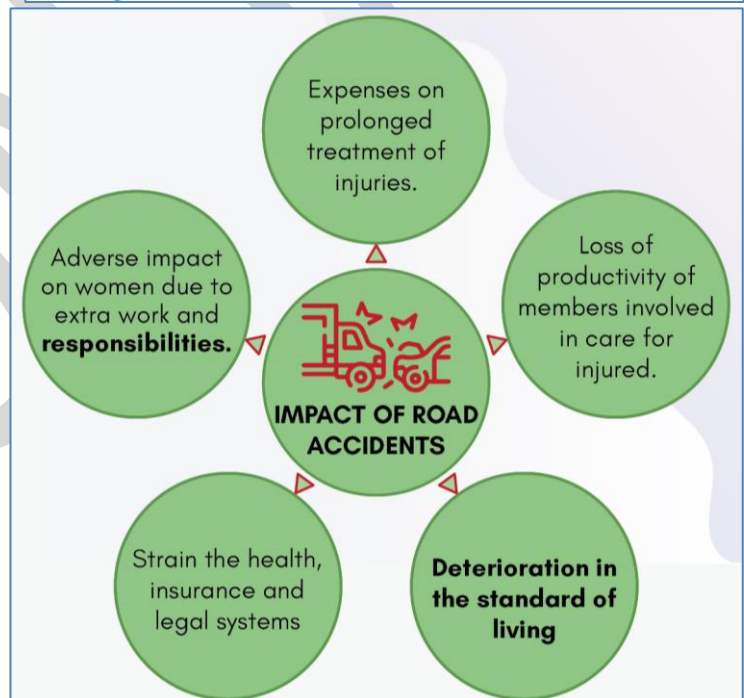 Expenses on
prolonged
treatment of
injuries.
Adverse impact
on women due to
extra work and
responsibilities.
Loss of
productivity of
members involved
in care for
injured.
IMPACT OF ROAD
ACCIDENTS
Strain the health,
insurance and
legal systems
Deterioration in
the standard of
living